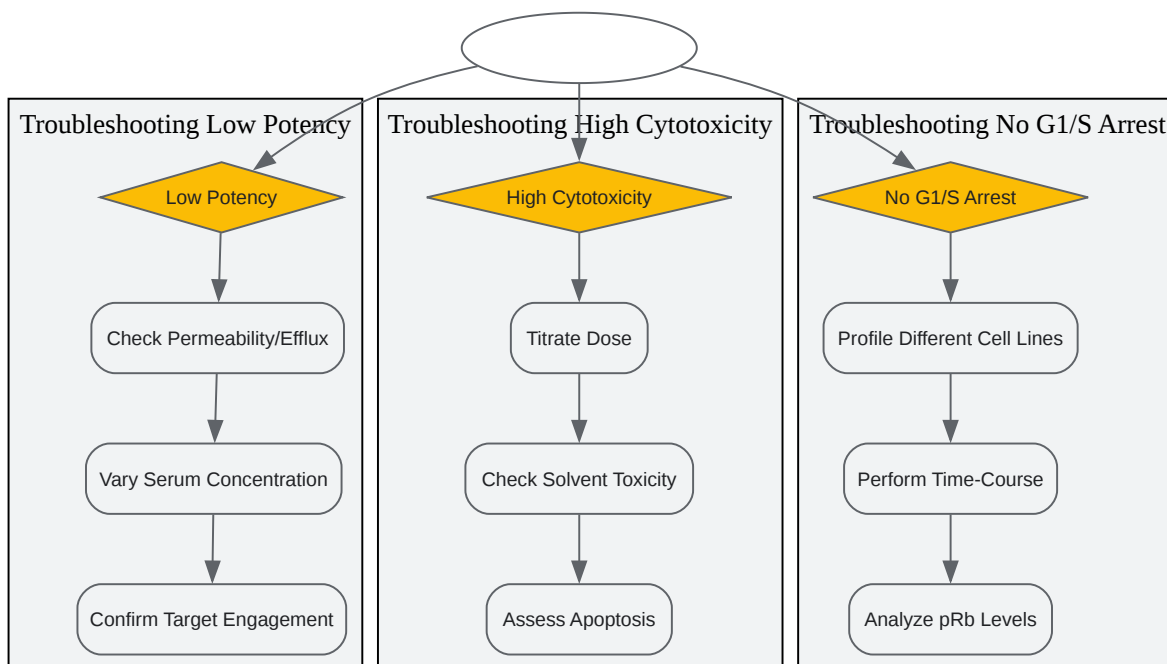 Troubleshooting Low Potency
Troubleshooting High Cytotoxicity
Troubleshooting No G1/S Arrest
Low Potency
High Cytotoxicity
No G1/S Arrest
Check Permeability/Efflux
Titrate Dose
Profile Different Cell Lines
Vary Serum Concentration
Check Solvent Toxicity
Perform Time-Course
Confirm Target Engagement
Assess Apoptosis
Analyze pRb Levels